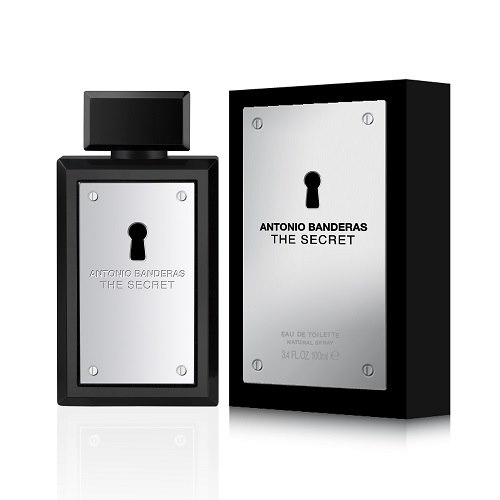 ANTONIO BANDERAS
THE SECRET
ANTONIO BANDERAS
THE SECRET
EAU DE TOILETTE
NATURAL SPRAY
3.4 FL.OZ. 100ml ℮